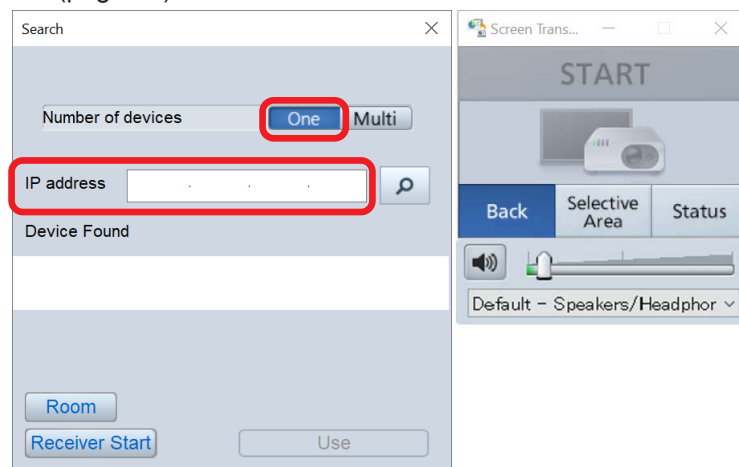 Search
Number of devices One Multi
IP address . . .
Device Found
Room
Receiver Start Use
Screen Trans...
START
Back Selective Area Status
Default - Speakers/Headphor